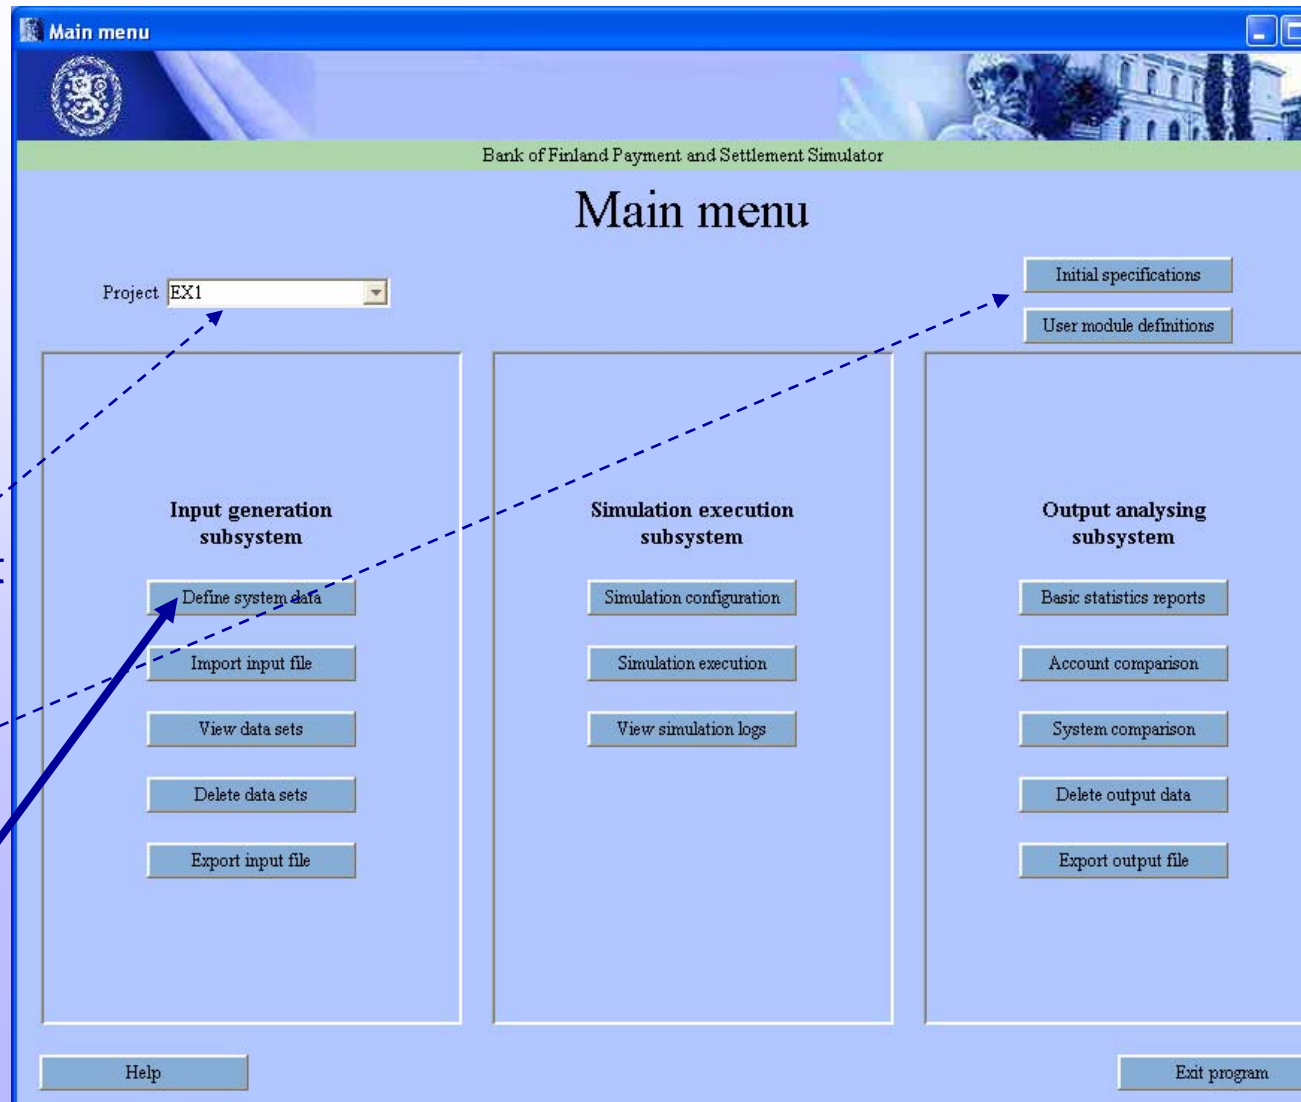 Main menu
Bank of Finland Payment and Settlement Simulator
Main menu
Project EX1
Initial specifications
User module definitions
Input generation
subsystem
Define system data
Import input file
View data sets
Delete data sets
Export input file
Simulation execution
subsystem
Simulation configuration
Simulation execution
View simulation logs
Output analysing
subsystem
Basic statistics reports
Account comparison
System comparison
Delete output data
Export output file
Help
Exit program